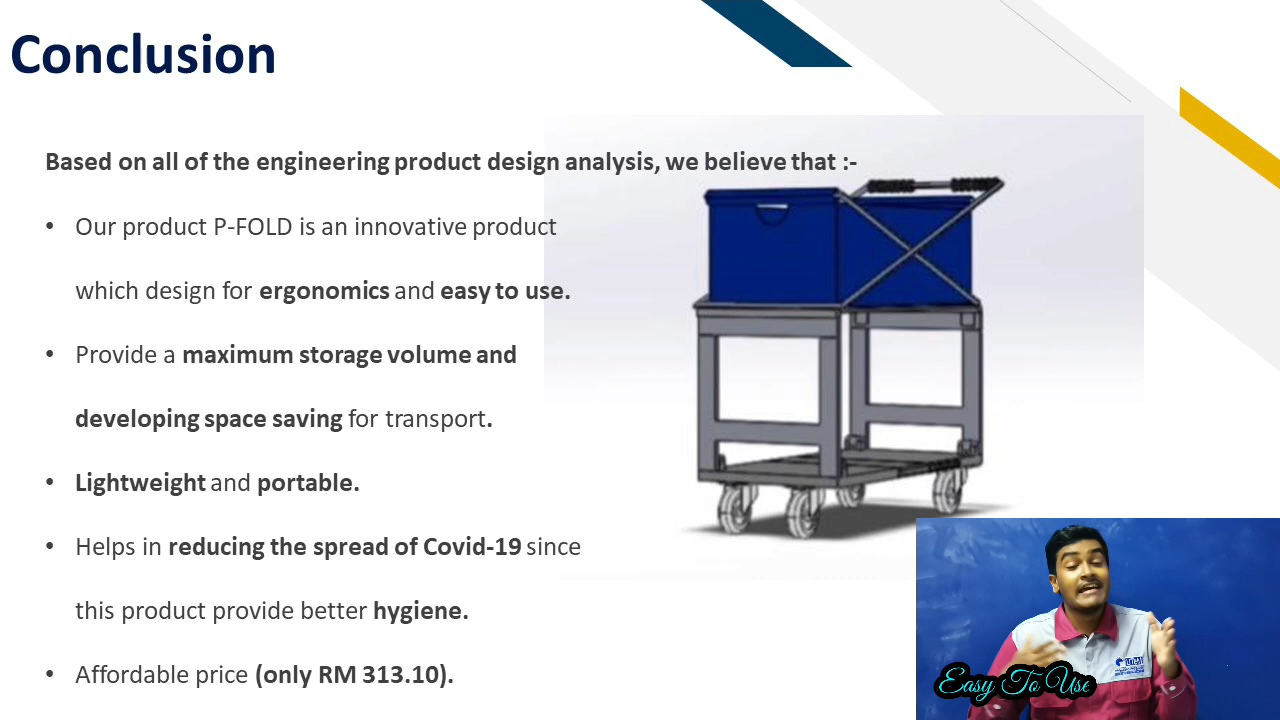 Conclusion
Based on all of the engineering product design analysis, we believe that :-
• Our product P-FOLD is an innovative product
which design for ergonomics and easy to use.
• Provide a maximum storage volume and
developing space saving for transport.
• Lightweight and portable.
• Helps in reducing the spread of Covid-19 since
this product provide better hygiene.
• Affordable price (only RM 313.10).
Easy To Use